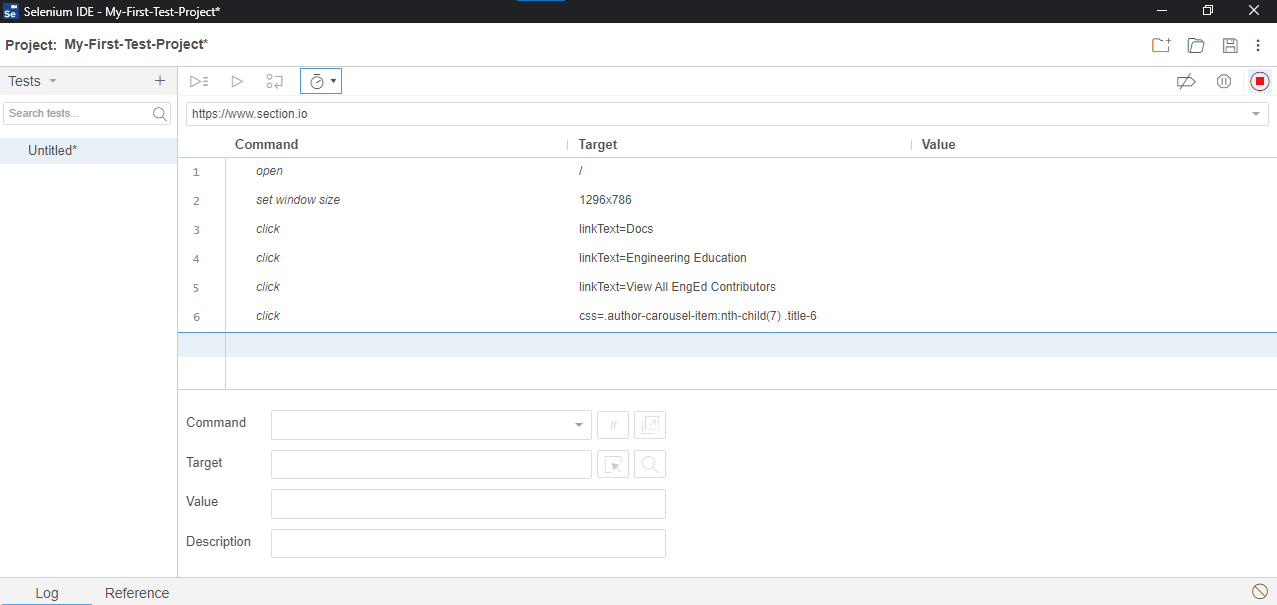 Se Selenium IDE - My-First-Test-Project*
Project: My-First-Test-Project*
Tests
Search tests...
https://www.section.io
Untitled*
Command Target Value
1 open /
2 set window size 1296x786
3 click linkText=Docs
4 click linkText=Engineering Education
5 click linkText=View All EngEd Contributors
6 click css=.author-carousel-item:nth-child(7) .title-6
Command //
Target
Value
Description
Log Reference